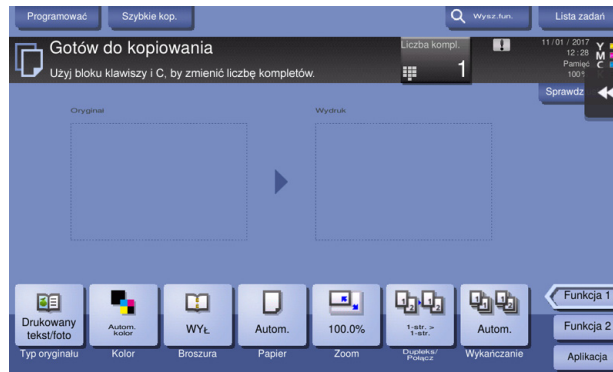 Programować
Szybkie kop.
Wysz.fun.
Lista zadań
Gotów do kopiowania
Użyj bloku klawiszy i C, by zmienić liczbę kompletów.
Liczba kompl.
1
11/01/2017
12:28
Pamięć
100%
Y
M
C
Sprawdz
Oryginał
Wydruk
Drukowany
tekst/foto
Autom.
kolor
WYŁ
Autom.
100.0%
1-str. >
1-str.
Autom.
Typ oryginału
Kolor
Broszura
Papier
Zoom
Dupleks/
Połącz
Wykańczanie
Funkcja 1
Funkcja 2
Aplikacja